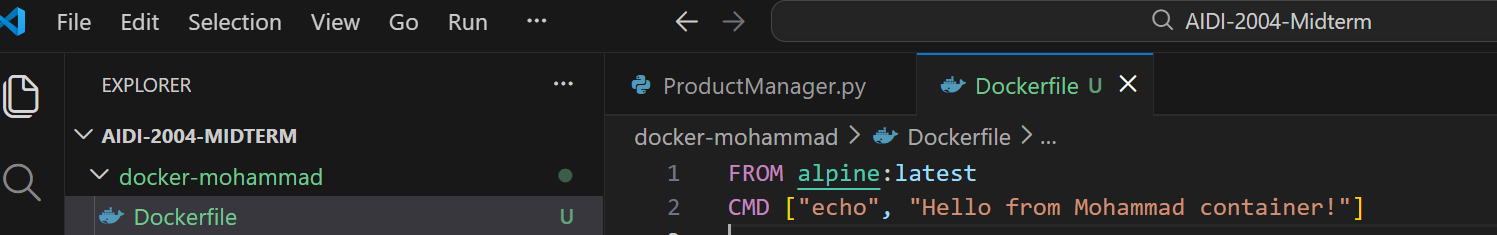 File Edit Selection View Go Run ··· ← → AIDI-2004-Midterm
EXPLORER ···
ProductManager.py
Dockerfile U ×
AIDI-2004-MIDTERM
docker-mohammad
Dockerfile U
docker-mohammad > Dockerfile > ...
1 FROM alpine:latest
2 CMD ["echo", "Hello from Mohammad container!"]